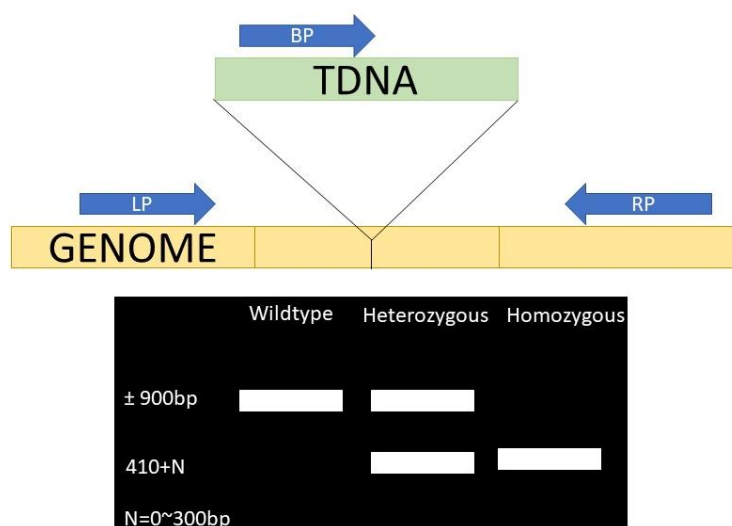 BP
TDNA
LP
RP
GENOME
Wildtype Heterozygous Homozygous
± 900bp
410+N
N=0~300bp